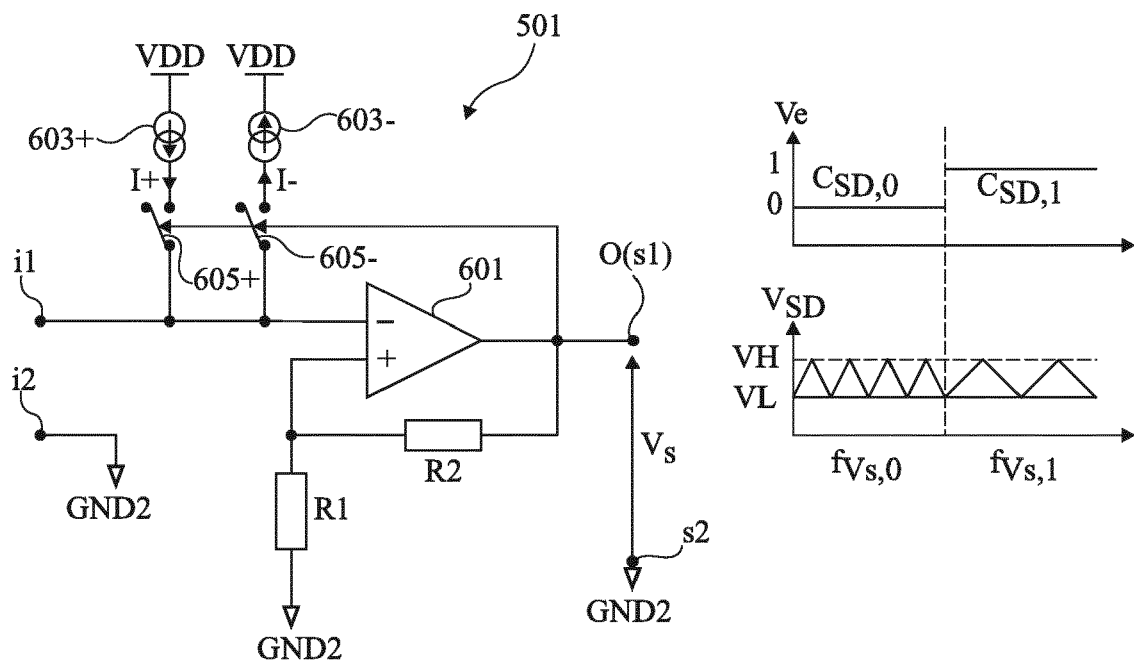 501
VDD VDD
603+ 603-
I+ I-
605+ 605-
i1
601
O(s1)
−
+
i2
GND2
R2
R1
GND2
Vs
s2
GND2
Ve
1
0
CSD,0 CSD,1
VSD
VH
VL
fVs,0 fVs,1